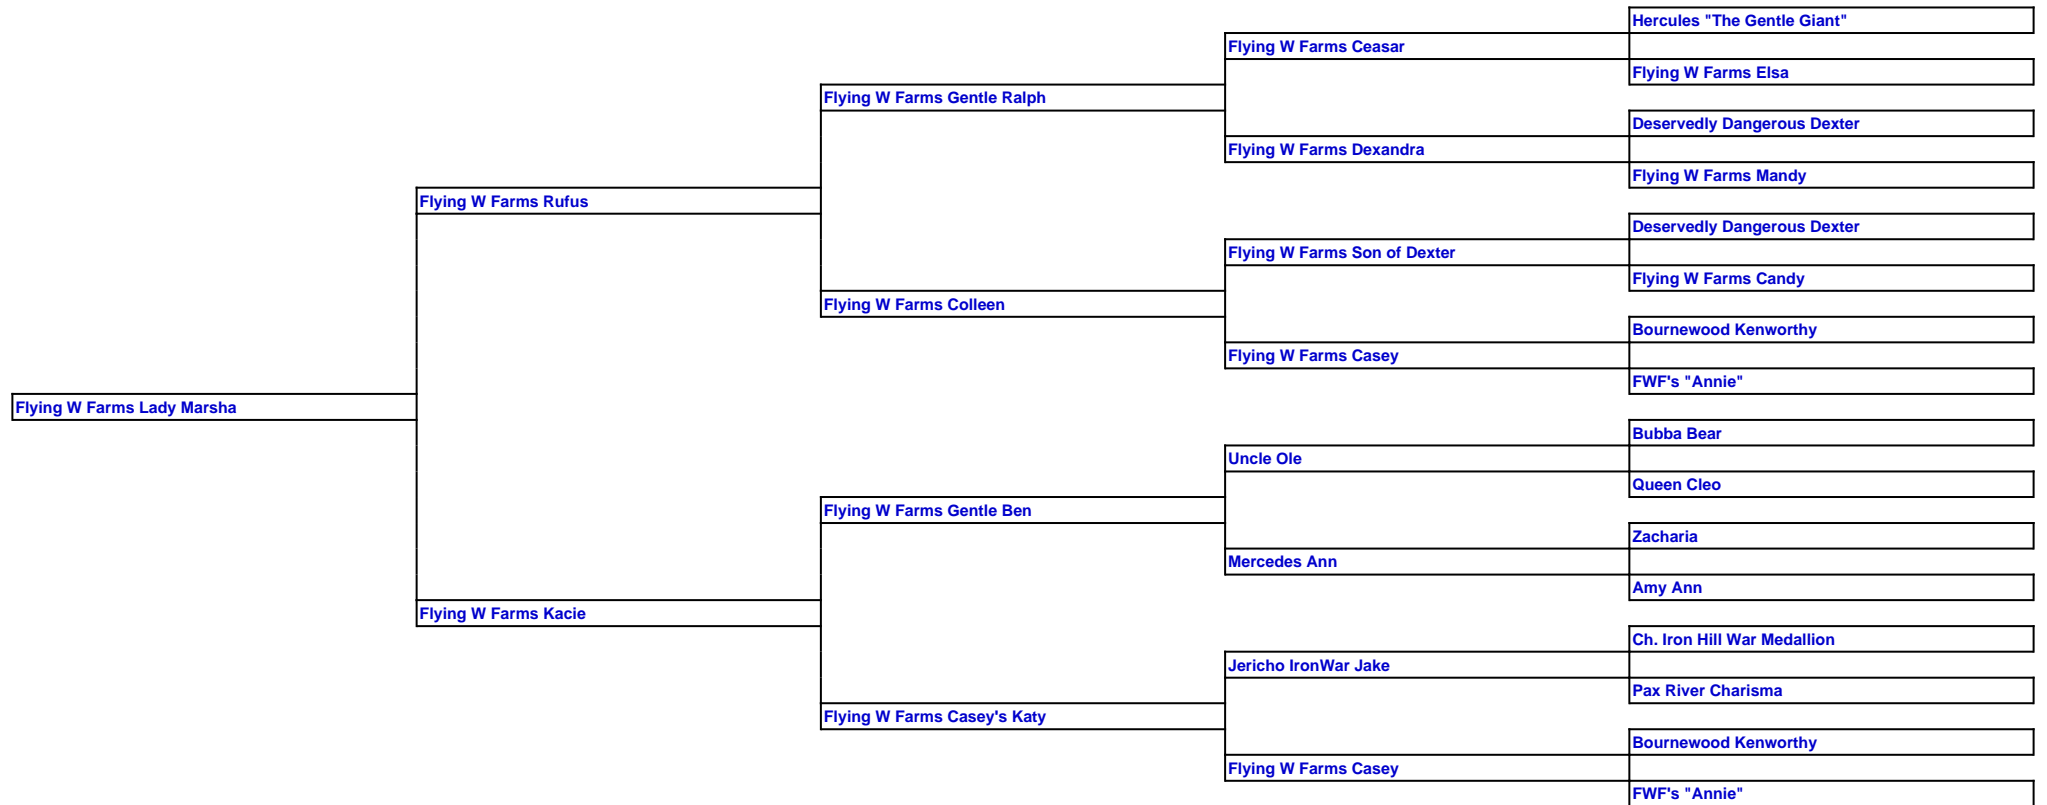 Hercules "The Gentle Giant"
Flying W Farms Ceasar
Flying W Farms Elsa
Flying W Farms Gentle Ralph
Deservedly Dangerous Dexter
Flying W Farms Dexandra
Flying W Farms Mandy
Flying W Farms Rufus
Deservedly Dangerous Dexter
Flying W Farms Son of Dexter
Flying W Farms Candy
Flying W Farms Colleen
Bournewood Kenworthy
Flying W Farms Casey
FWF's "Annie"
Flying W Farms Lady Marsha
Bubba Bear
Uncle Ole
Queen Cleo
Flying W Farms Gentle Ben
Zacharia
Mercedes Ann
Amy Ann
Flying W Farms Kacie
Ch. Iron Hill War Medallion
Jericho IronWar Jake
Pax River Charisma
Flying W Farms Casey's Katy
Bournewood Kenworthy
Flying W Farms Casey
FWF's "Annie"